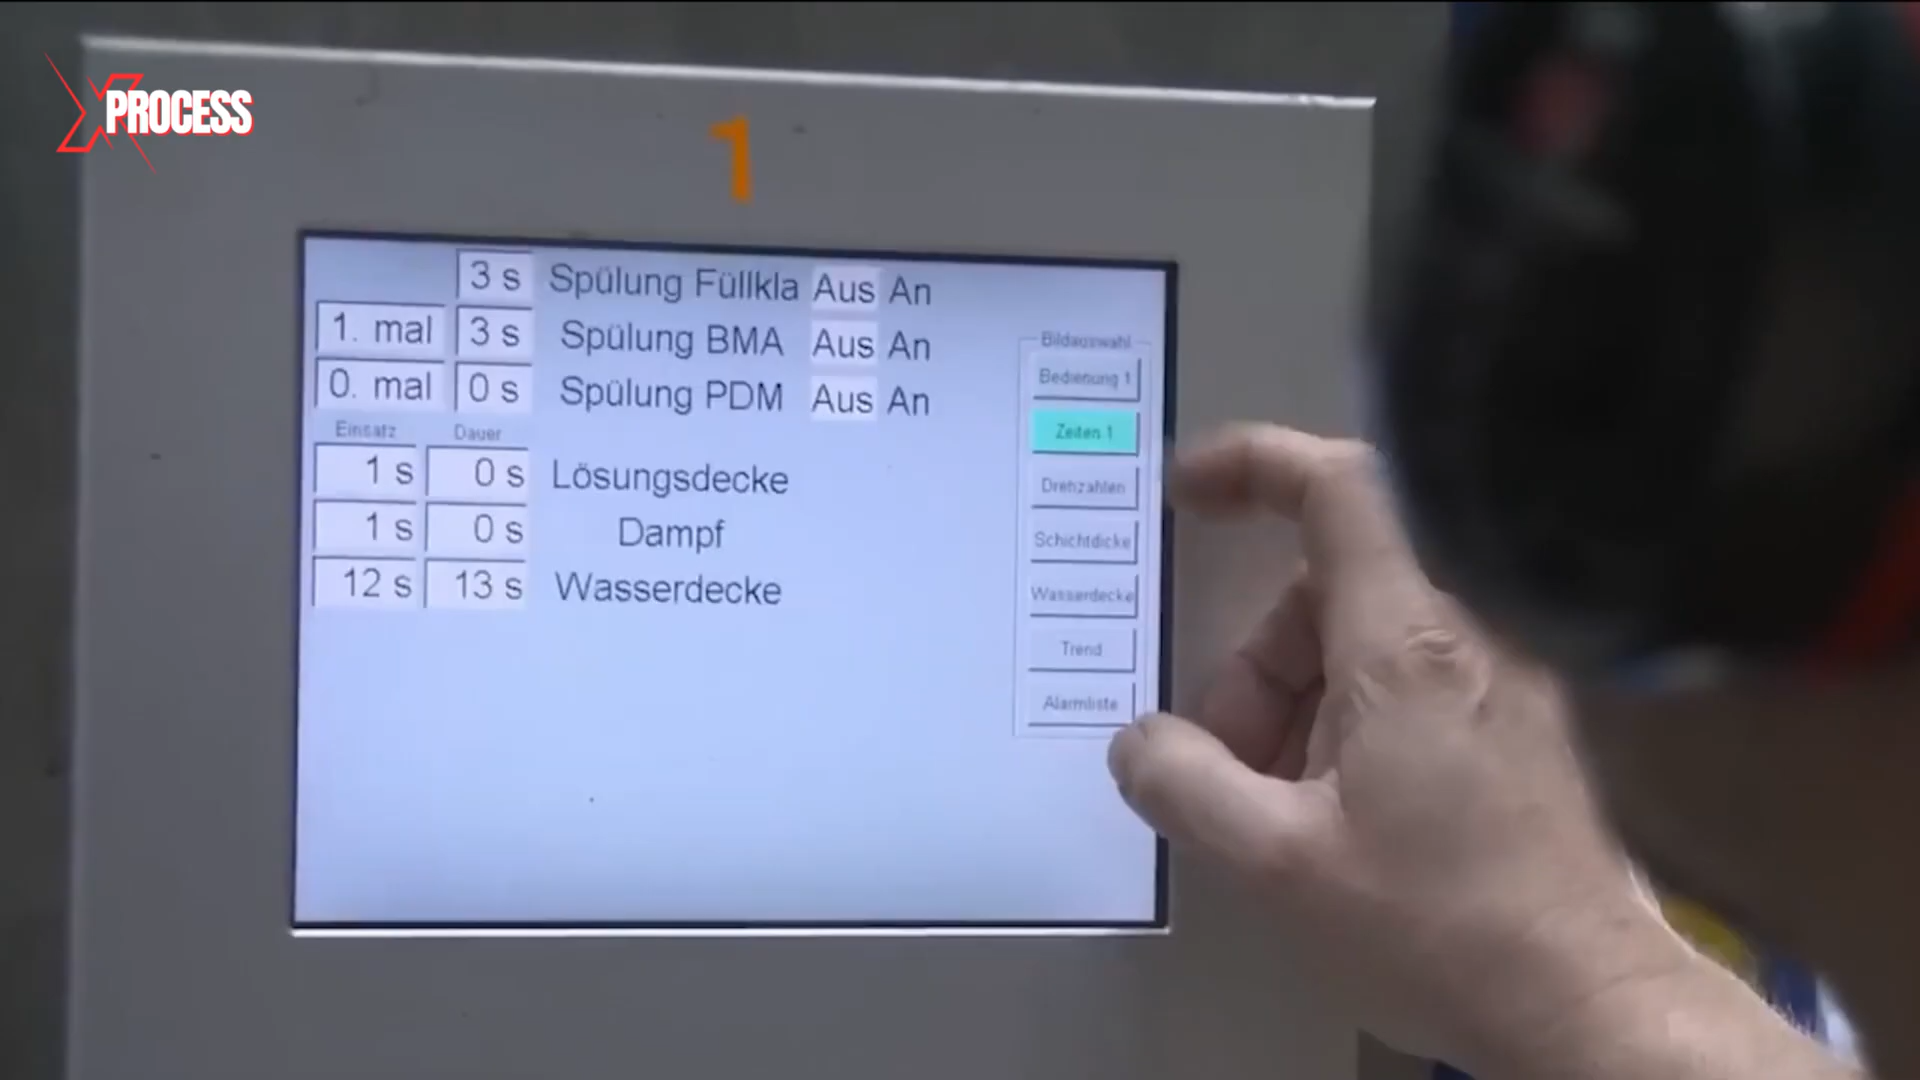 PROCESS
1
3 s Spülung Füllkla Aus An
1. mal 3 s Spülung BMA Aus An
0. mal 0 s Spülung PDM Aus An
Einsatz Dauer
1 s 0 s Lösungsdecke
1 s 0 s Dampf
12 s 13 s Wasserdecke
Bildauswahl
Bedienung 1
Zeiten 1
Drehzahlen
Schichtdicke
Wasserdecke
Trend
Alarmliste